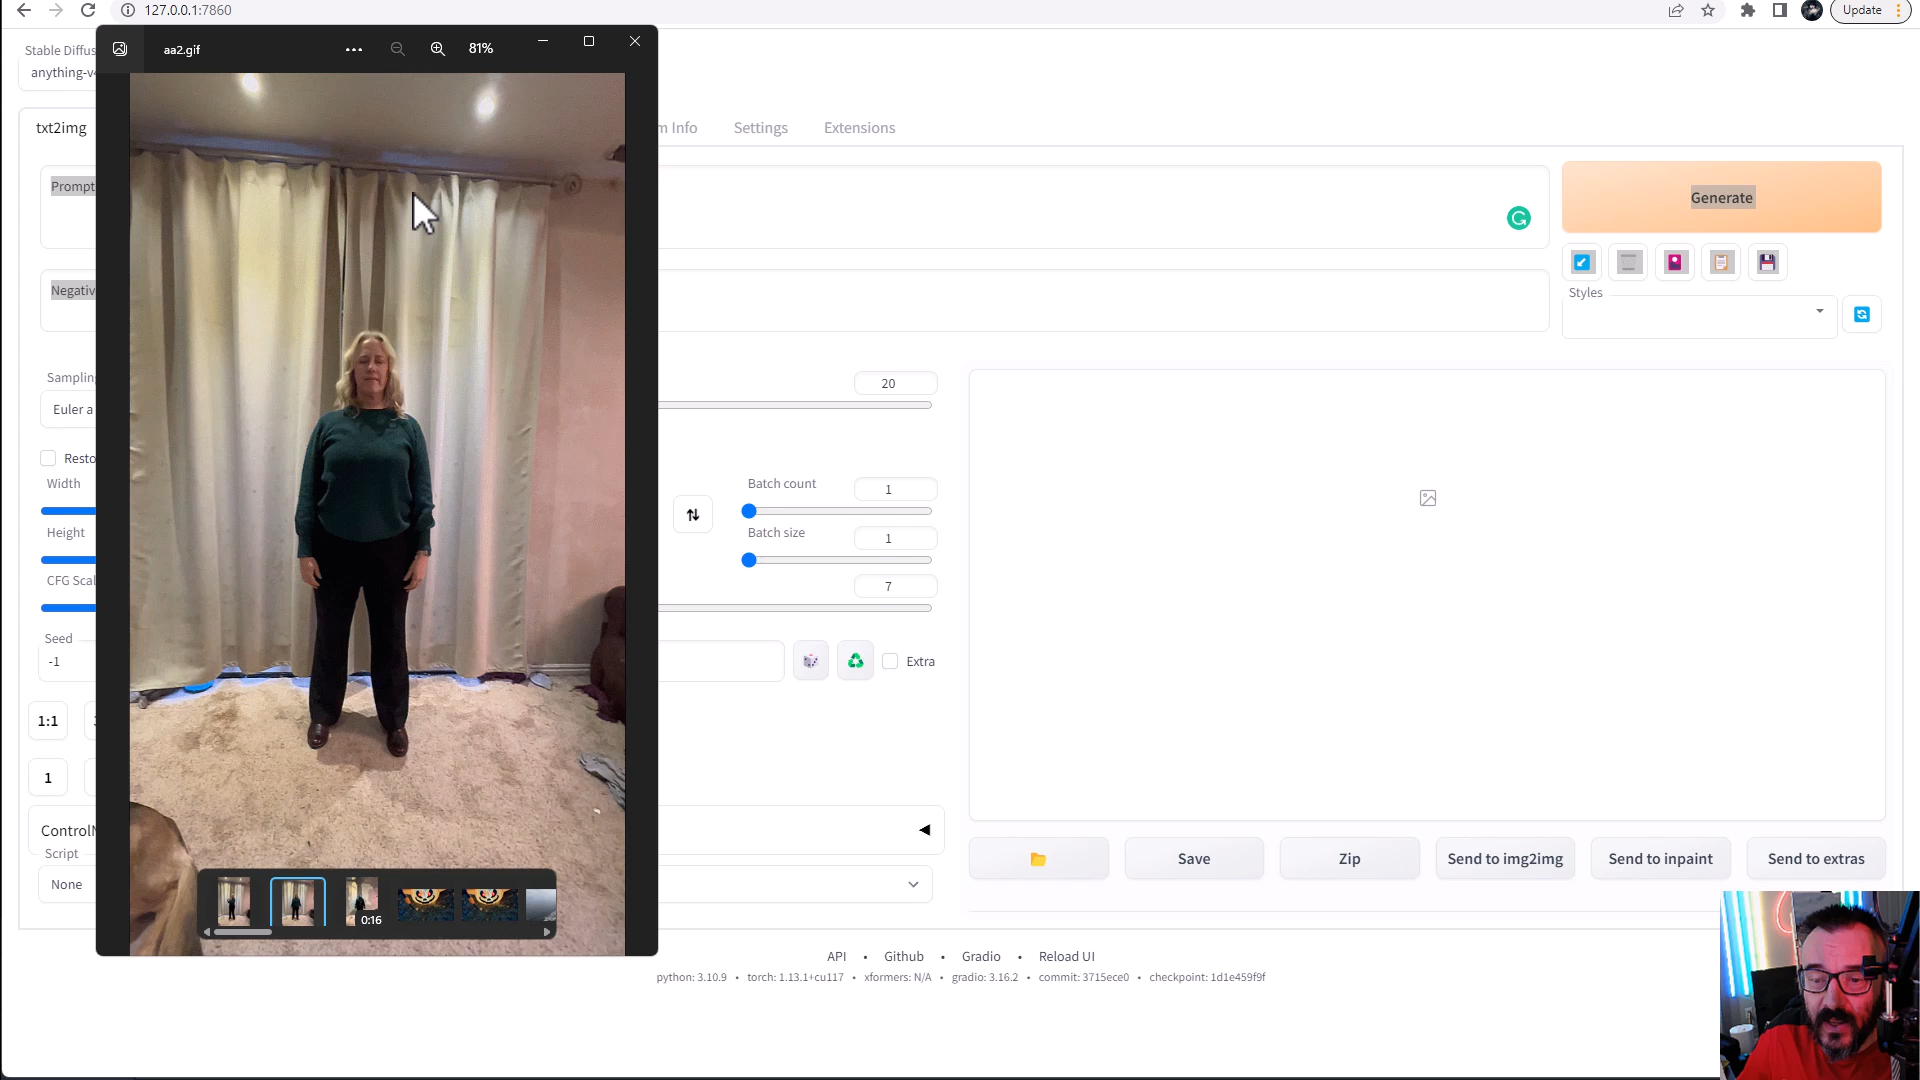 127.0.0.1:7860
Update
Stable Diffus
anything-v4
aa2.gif
81%
txt2img
m Info
Settings
Extensions
Prompt
Generate
Negativ
Styles
Sampling
20
Euler a
Resto
Width
Batch count
1
Height
Batch size
1
CFG Scal
7
Seed
-1
Extra
1:1
1
ControlN
Script
None
0:16
Save
Zip
Send to img2img
Send to inpaint
Send to extras
API • Github • Gradio • Reload UI
python: 3.10.9 • torch: 1.13.1+cu117 • xformers: N/A • gradio: 3.16.2 • commit: 3715ece0 • checkpoint: 1d1e459f9f